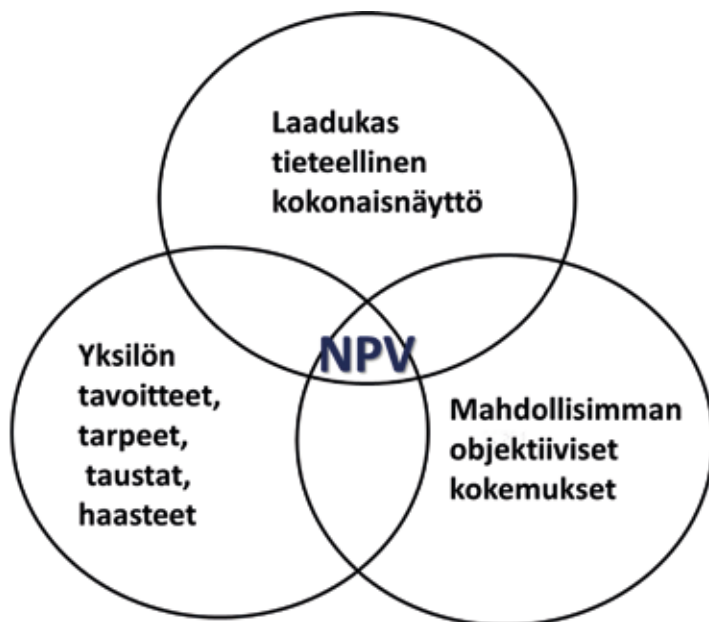 Laadukas
tieteellinen
kokonaisnäyttö
NPV
Yksilön
tavoitteet,
tarpeet,
taustat,
haasteet
Mahdollisimman
objektiiviset
kokemukset